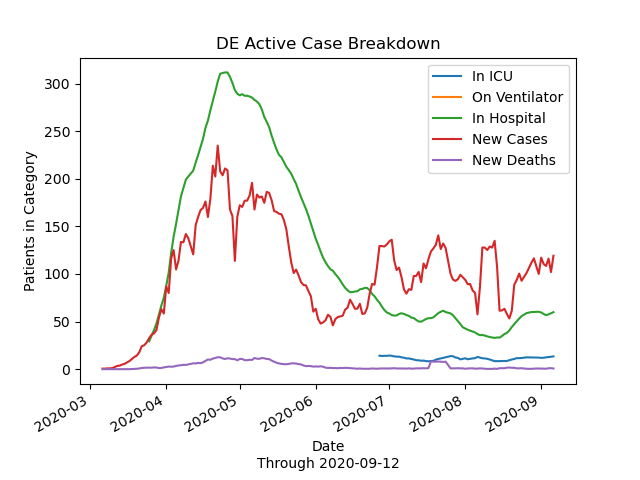 DE Active Case Breakdown
300
250
200
150
100
50
0
Patients in Category
In ICU
On Ventilator
In Hospital
New Cases
New Deaths
2020-03
2020-04
2020-05
2020-06
2020-07
2020-08
2020-09
Date
Through 2020-09-12